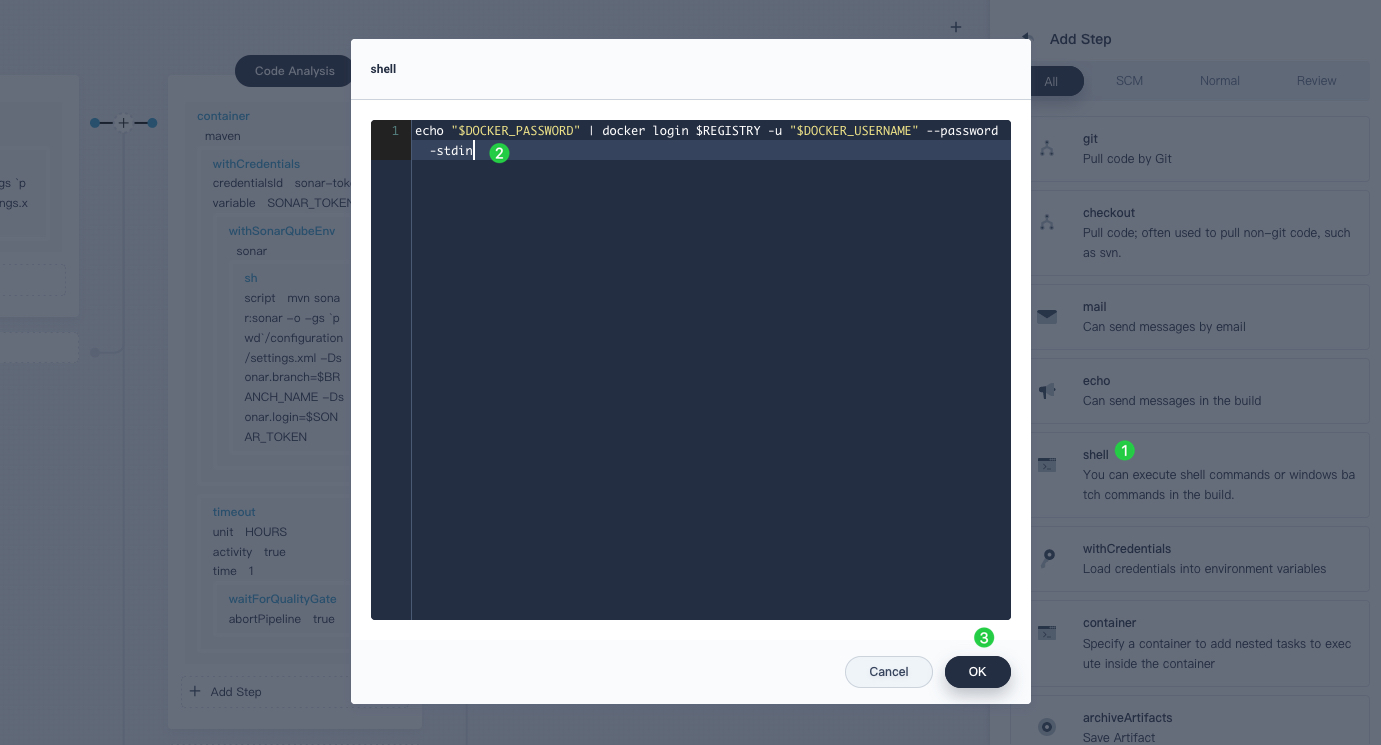 Code Analysis
gs `p
ngs.x
container
maven
withCredentials
credentialsId sonar-tok
variable SONAR_TOKEN
withSonarQubeEnv
sonar
sh
script mvn sona
r:sonar -o -gs `p
wd`/configuration
/settings.xml -Ds
onar.branch=$BR
ANCH_NAME -Ds
onar.login=$SON
AR_TOKEN
timeout
unit HOURS
activity true
time 1
waitForQualityGate
abortPipeline true
+ Add Step
shell
1 echo "$DOCKER_PASSWORD" | docker login $REGISTRY -u "$DOCKER_USERNAME" --password
-stdin
2
3
Cancel
OK
Add Step
All SCM Normal Review
git
Pull code by Git
checkout
Pull code; often used to pull non-git code, such
as svn.
mail
Can send messages by email
echo
Can send messages in the build
shell 1
You can execute shell commands or windows ba
tch commands in the build.
withCredentials
Load credentials into environment variables
container
Specify a container to add nested tasks to exec
ute inside the container
archiveArtifacts
Save Artifact